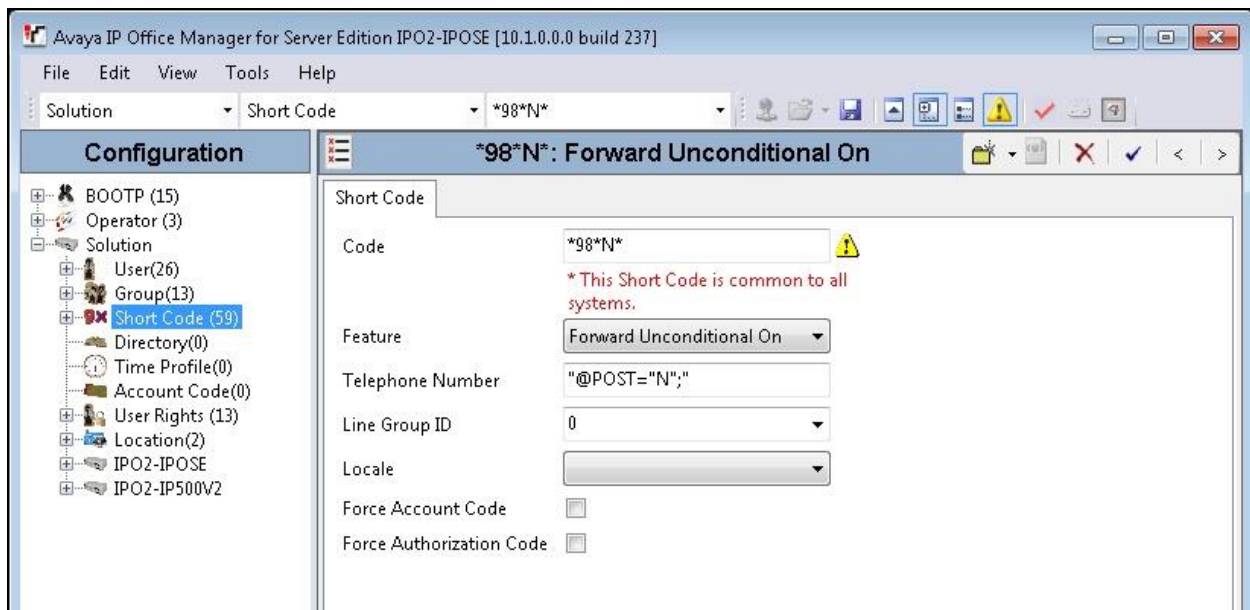 Avaya IP Office Manager for Server Edition IPO2-IPOSE [10.1.0.0.0 build 237]
File Edit View Tools Help
Solution Short Code *98*N*
Configuration
*98*N*: Forward Unconditional On
BOOTP (15)
Operator (3)
Solution
User(26)
Group(13)
Short Code (59)
Directory(0)
Time Profile(0)
Account Code(0)
User Rights (13)
Location(2)
IPO2-IPOSE
IPO2-IP500V2
Short Code
Code *98*N*
* This Short Code is common to all
systems.
Feature Forward Unconditional On
Telephone Number "@POST="N";"
Line Group ID 0
Locale
Force Account Code
Force Authorization Code